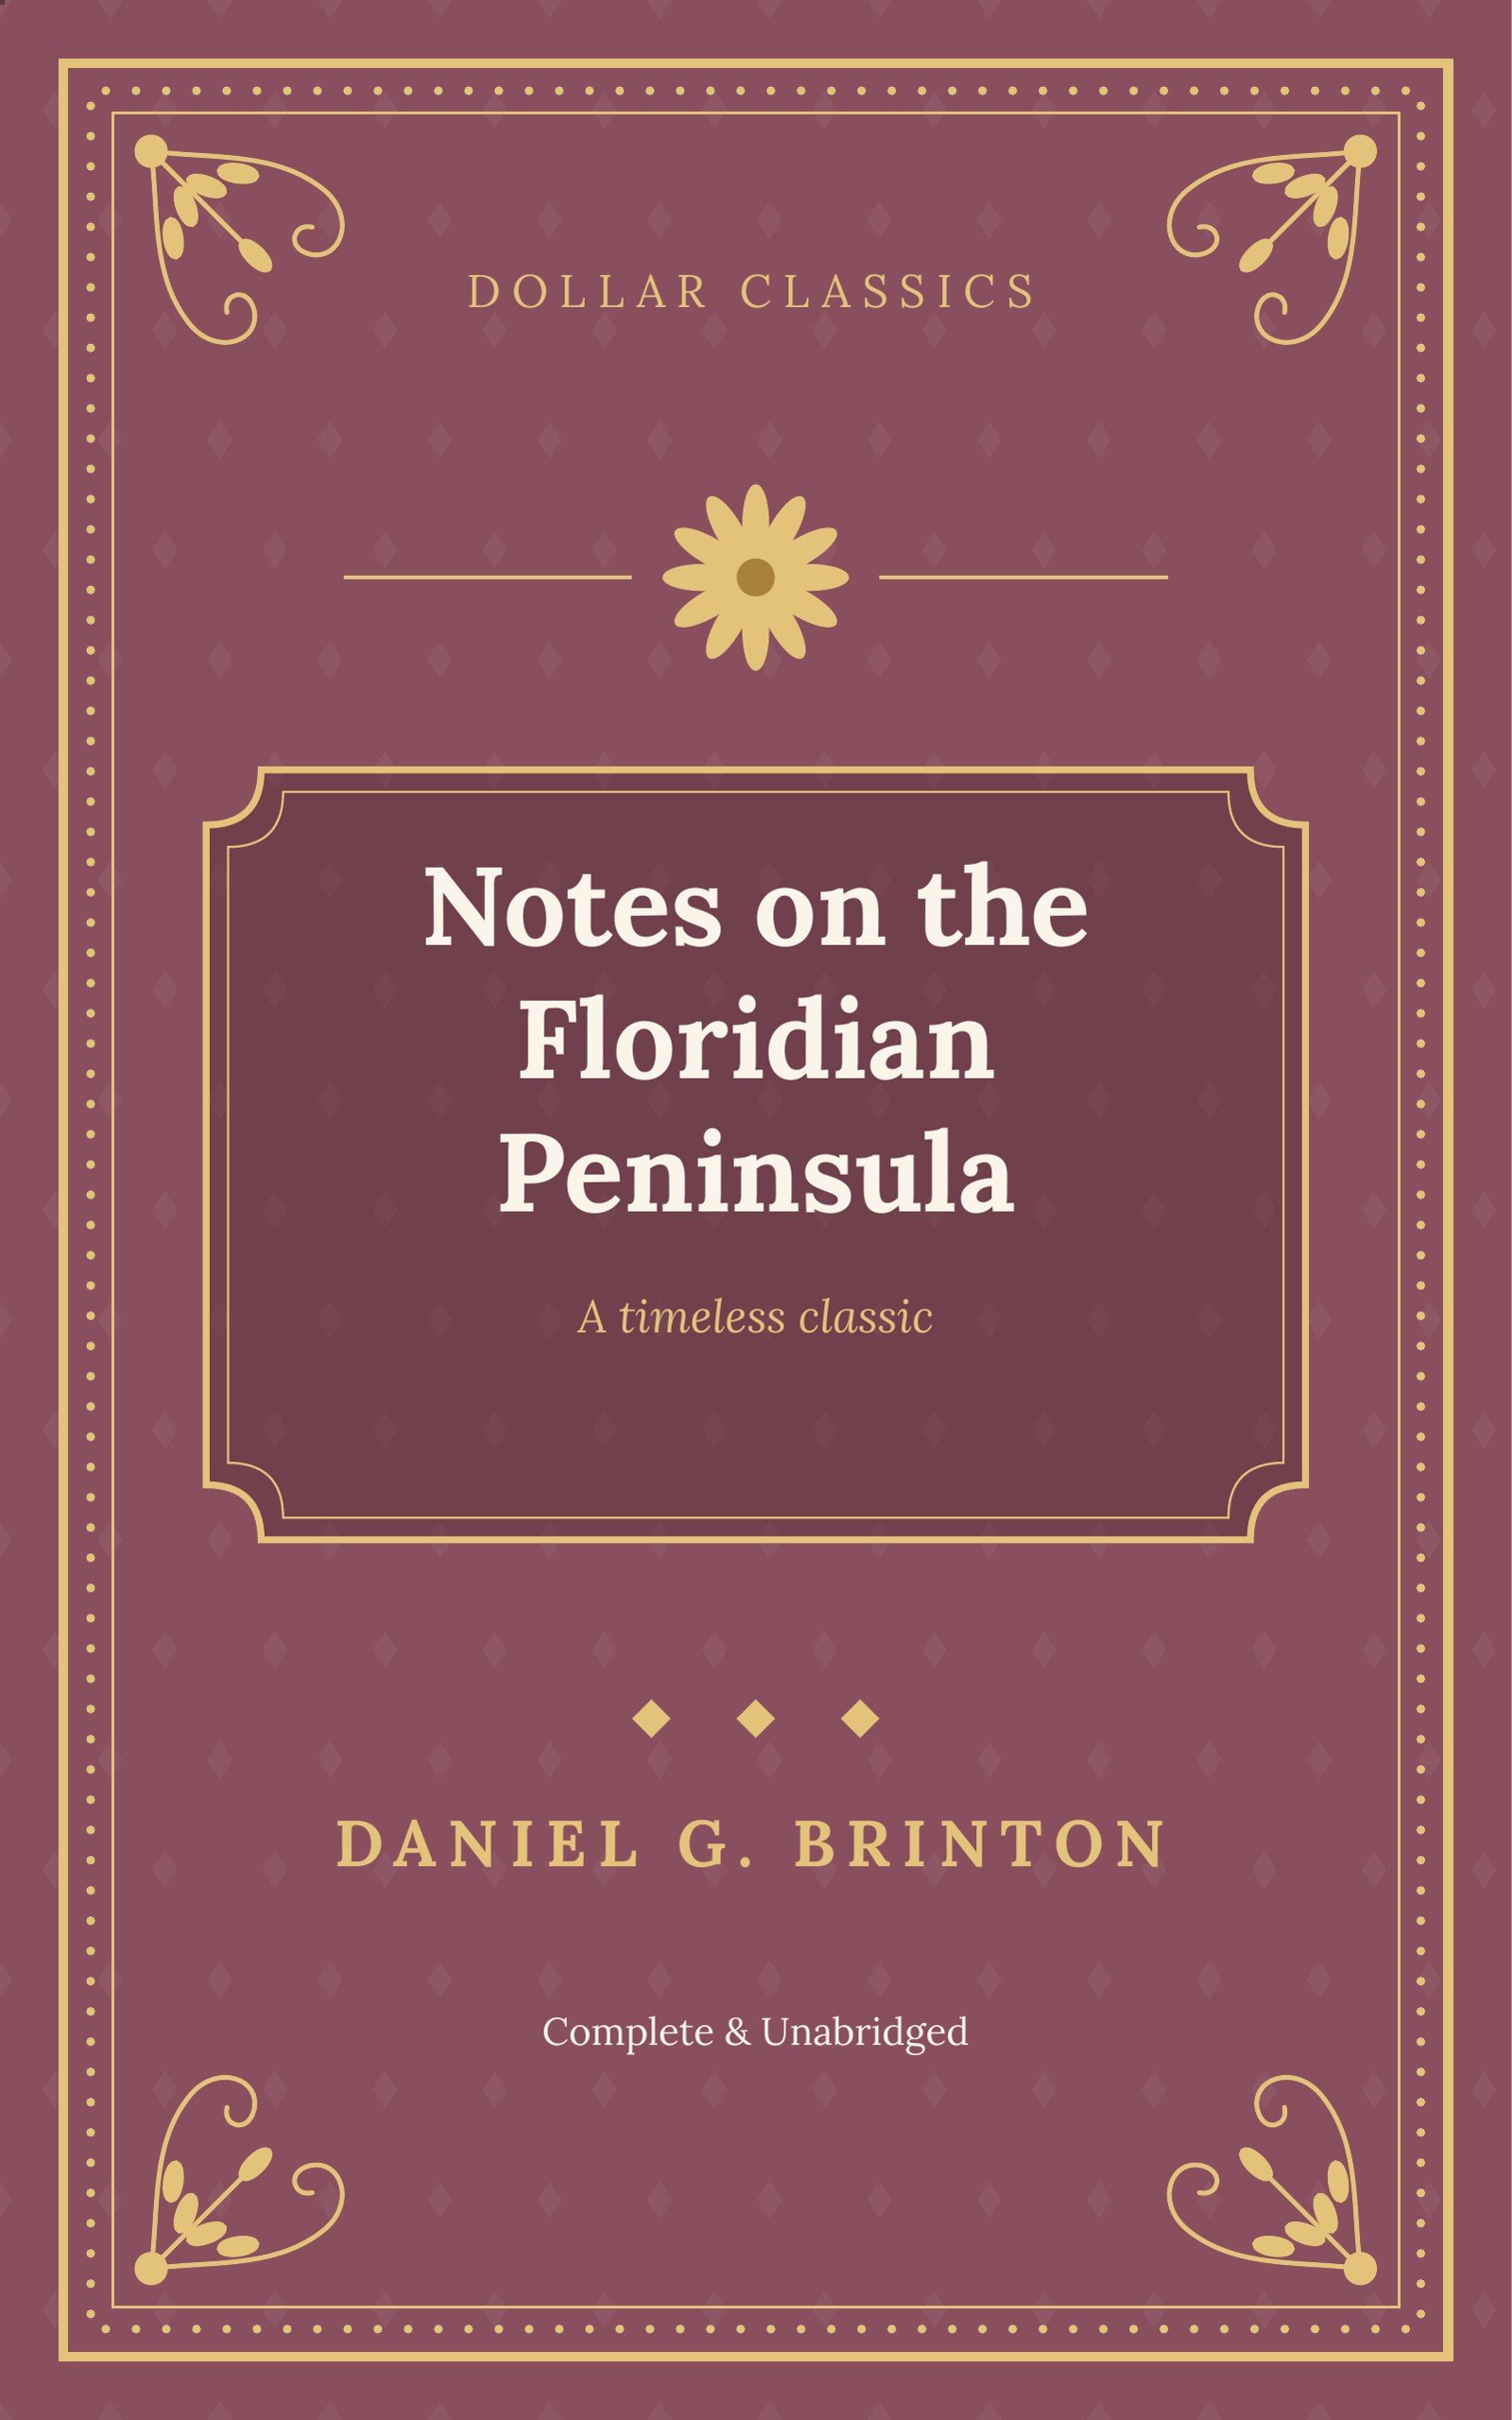 DOLLAR CLASSICS
Notes on the
Floridian
Peninsula
A timeless classic
DANIEL G. BRINTON
Complete & Unabridged